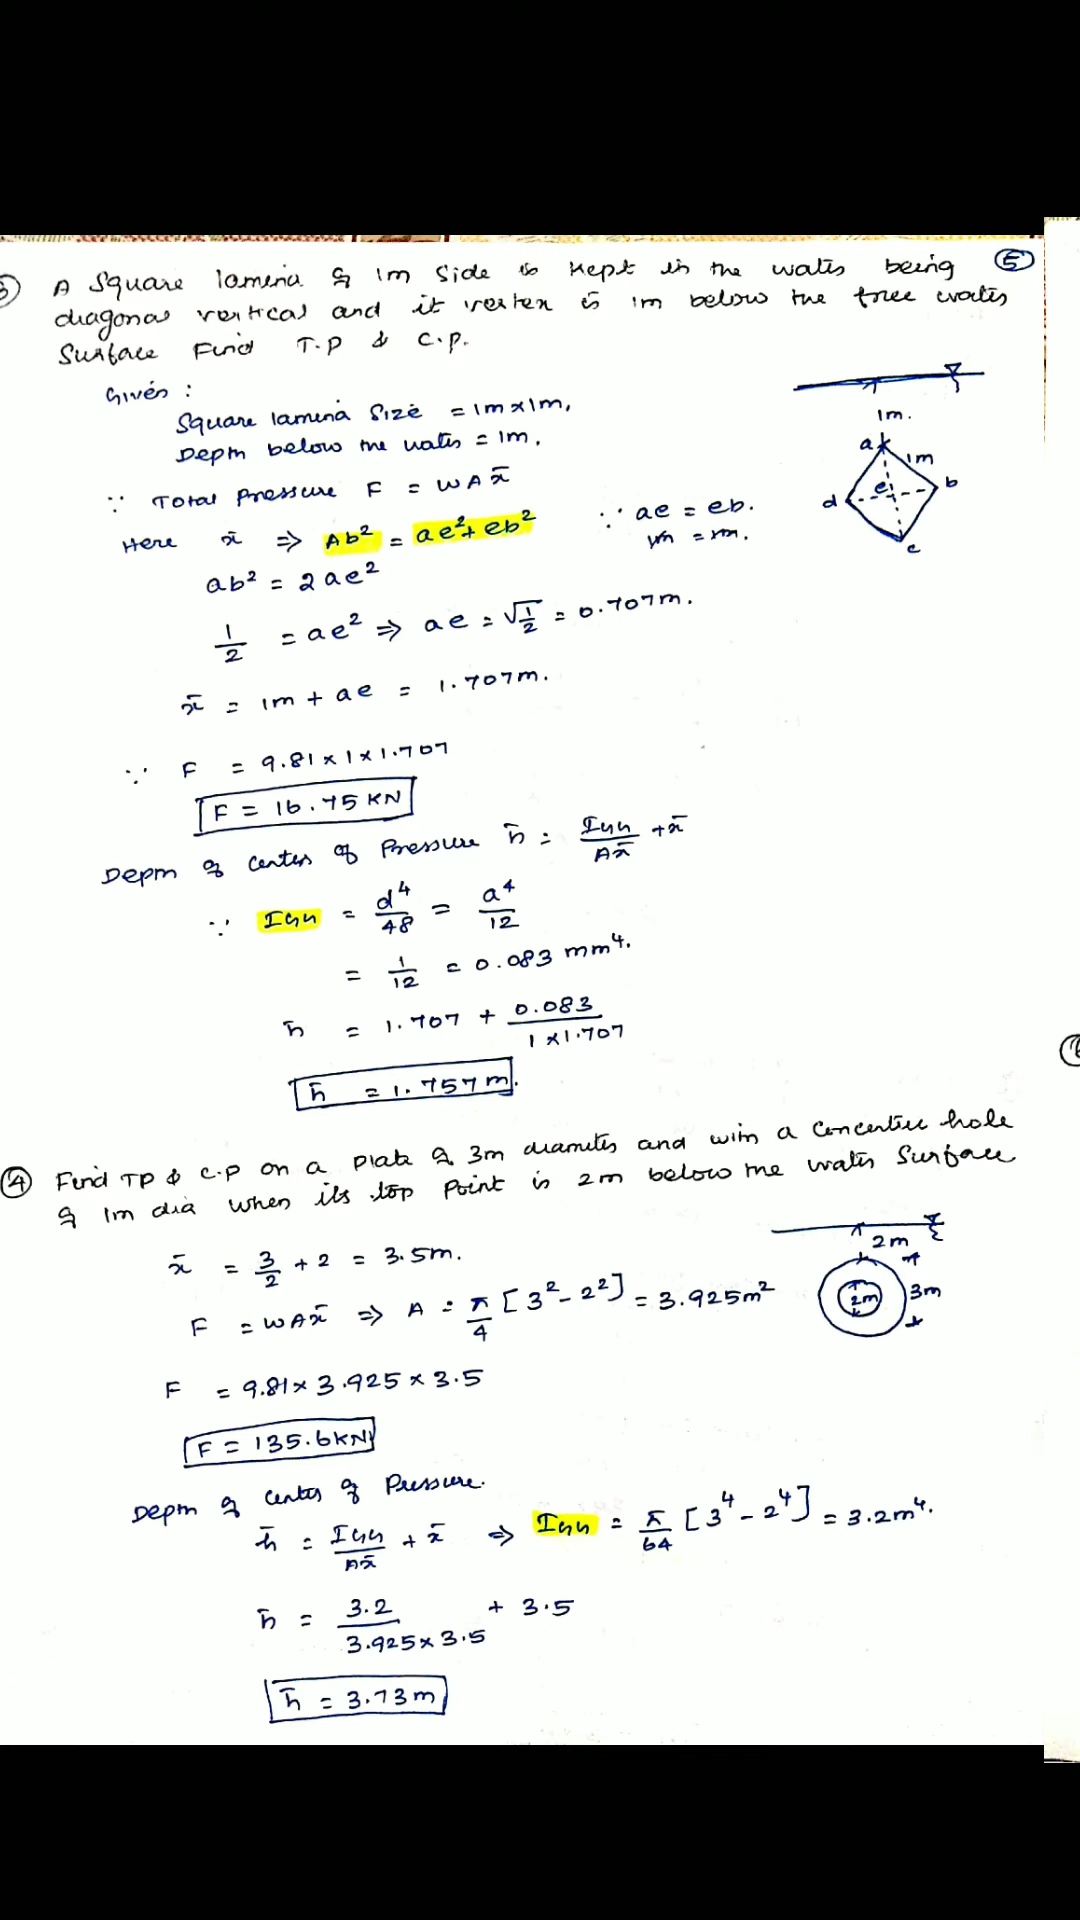 5
A Square lamina of 1m Side is Kept in the water being
diagonal vertical and it vertex is 1m below the free water
Surface Find T.P & C.P.
Given :
Square lamina Size = 1m x 1m,
Depth below the water = 1m.
∵ Total Pressure F = WAx̄
Here x̄ ⇒ Ab² = ae² + eb² ∵ ae = eb.
ab² = 2ae²
1/2 = ae² ⇒ ae = √1/2 = 0.707m.
x̄ = 1m + ae = 1.707m.
∵ F = 9.81 x 1 x 1.707
F = 16.75 KN
Depth of Center of Pressure h̄ = IGG/Ax̄ + x̄
∵ IGG = d⁴/48 = a⁴/12
= 1/12 = 0.083 mm⁴.
h̄ = 1.707 + 0.083/1 x 1.707
h̄ = 1.757 m.
1m.
a
1m
b
d
e
c
4 Find TP & C.P on a Plate of 3m diameter and with a Concentric hole
of 1m dia when its top Point is 2m below the water Surface
x̄ = 3/2 + 2 = 3.5m.
F = WAx̄ ⇒ A = π/4 [3² - 2²] = 3.925m²
F = 9.81 x 3.925 x 3.5
F = 135.6KN
2m
2m
3m
Depth of Center of Pressure.
h̄ = IGG/Ax̄ + x̄ ⇒ IGG = π/64 [3⁴ - 2⁴] = 3.2m⁴.
h̄ = 3.2/3.925 x 3.5 + 3.5
h̄ = 3.73m